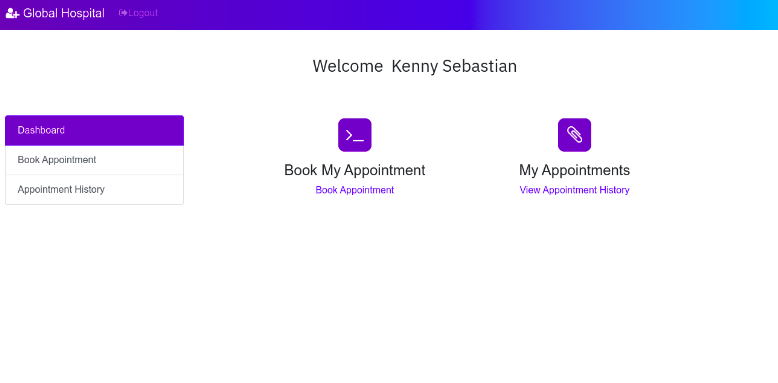 Global Hospital Logout
Welcome Kenny Sebastian
Dashboard
Book Appointment
Appointment History
Book My Appointment
Book Appointment
My Appointments
View Appointment History